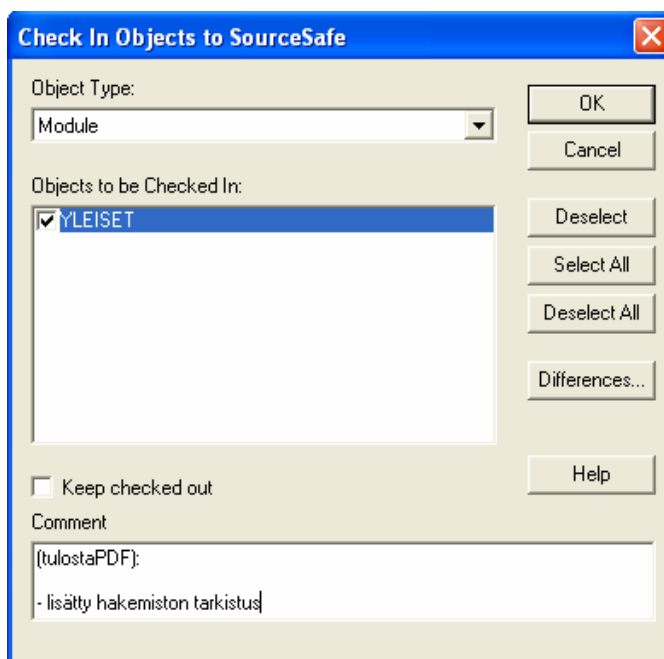 Check In Objects to SourceSafe
Object Type:
Module
Objects to be Checked In:
YLEISET
OK
Cancel
Deselect
Select All
Deselect All
Differences...
Help
Keep checked out
Comment
(tulostaPDF):
- lisätty hakemiston tarkistus